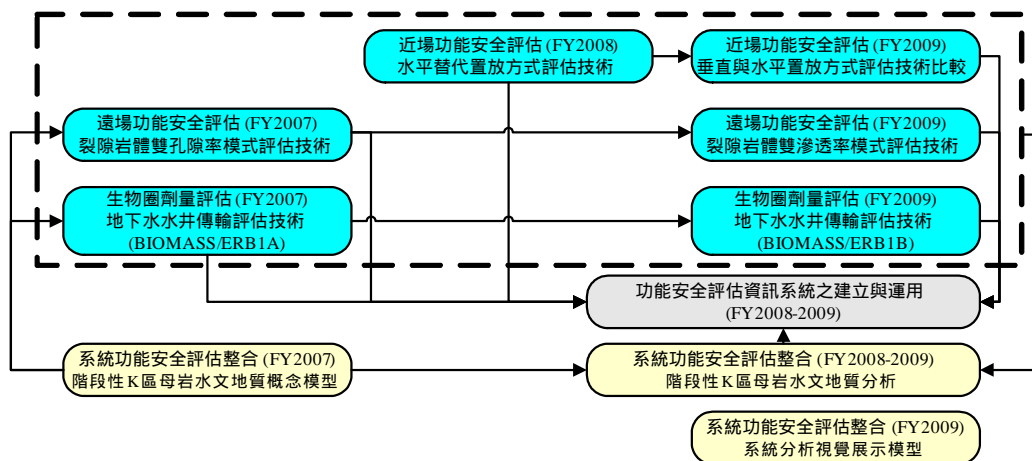 近場功能安全評估 (FY2008)
水平替代置放方式評估技術
近場功能安全評估 (FY2009)
垂直與水平置放方式評估技術比較
遠場功能安全評估 (FY2007)
裂隙岩體雙孔隙率模式評估技術
遠場功能安全評估 (FY2009)
裂隙岩體雙滲透率模式評估技術
生物圈劑量評估 (FY2007)
地下水水井傳輸評估技術
(BIOMASS/ERB1A)
生物圈劑量評估 (FY2009)
地下水水井傳輸評估技術
(BIOMASS/ERB1B)
功能安全評估資訊系統之建立與運用
(FY2008-2009)
系統功能安全評估整合 (FY2007)
階段性K區母岩水文地質概念模型
系統功能安全評估整合 (FY2008-2009)
階段性K區母岩水文地質分析
系統功能安全評估整合 (FY2009)
系統分析視覺展示模型